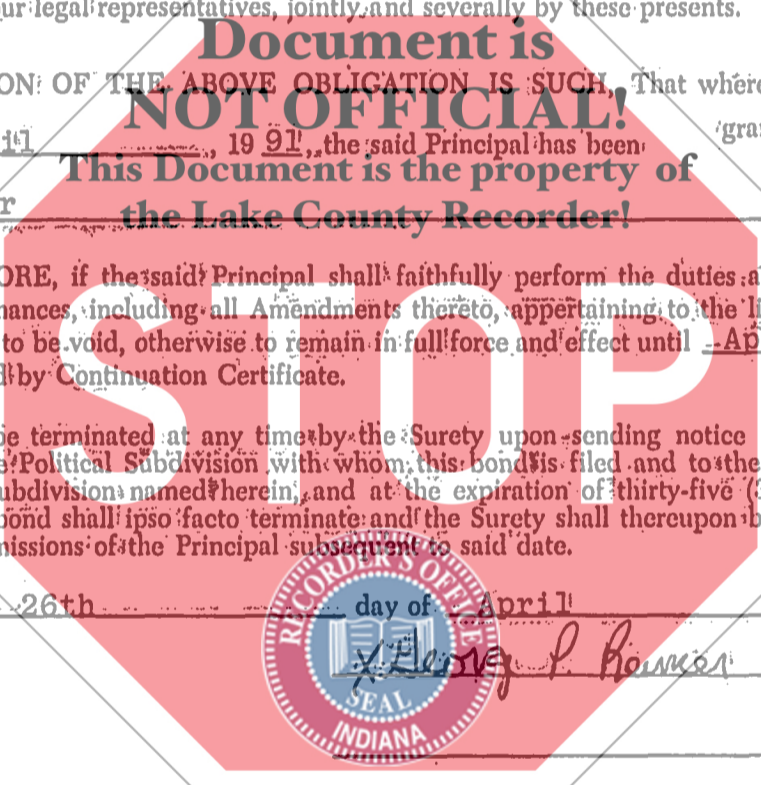 ur legal representatives, jointly and severally by these presents.
Document is
ON OF THE ABOVE OBLIGATION IS SUCH, That where
NOT OFFICIAL!
il , 19 91, the said Principal has been gra
This Document is the property of
r
the Lake County Recorder!
ORE, if the said Principal shall faithfully perform the duties a
nances, including all Amendments thereto, appertaining to the li
to be void, otherwise to remain in full force and effect until Ap
d by Continuation Certificate.
STOP
be terminated at any time by the Surety upon sending notice
e Political Subdivision with whom this bond is filed and to the
ubdivision named herein, and at the expiration of thirty-five (3
bond shall ipso facto terminate and the Surety shall thereupon b
missions of the Principal subsequent to said date.
26th day of April
RECORDER'S OFFICE
X P.
SEAL
INDIANA